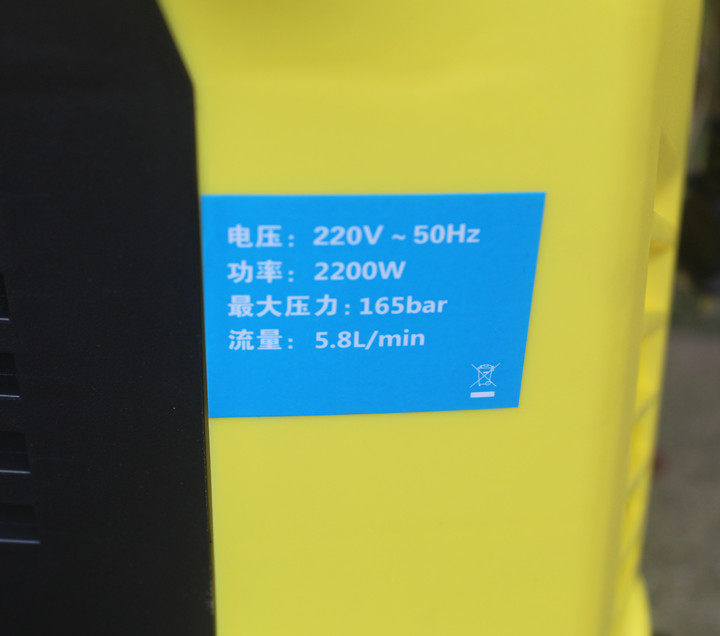 电压：220V ~ 50Hz
功率：2200W
最大压力：165bar
流量：5.8L/min